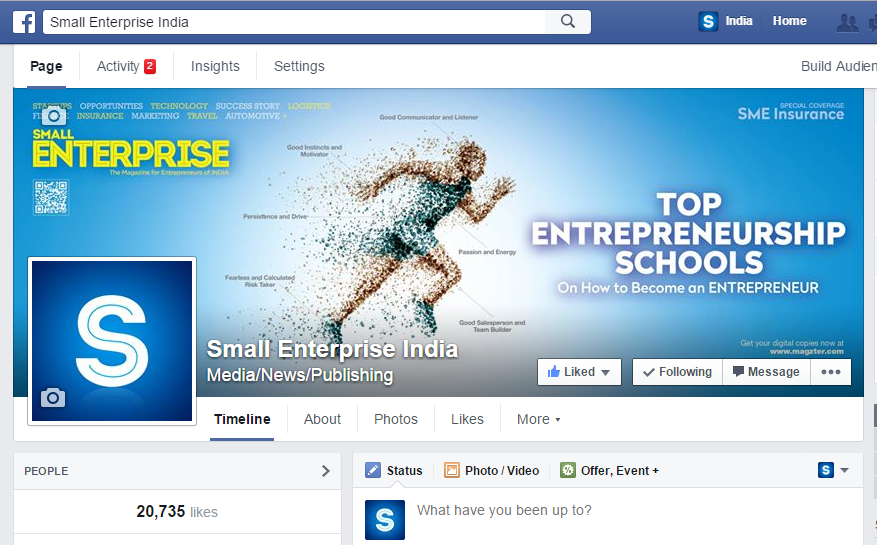 f Small Enterprise India
S India Home
Page Activity 2 Insights Settings Build Audien
STARTUPS OPPORTUNITIES TECHNOLOGY SUCCESS STORY LOGISTICS
INSURANCE MARKETING TRAVEL AUTOMOTIVE >
SMALL
ENTERPRISE
The Magazine for Entrepreneurs of INDIA
Good Communicator and Listener
Good Instincts and
Motivator
Persistence and Drive
Passion and Energy
Fearless and Calculated
Risk Taker
Good Salesperson and
Team Builder
SPECIAL COVERAGE
SME Insurance
TOP
ENTREPRENEURSHIP
SCHOOLS
On How to Become an ENTREPRENEUR
Get your digital copies now at
www.magzter.com
S
Small Enterprise India
Media/News/Publishing
Liked Following Message •••
Timeline About Photos Likes More
PEOPLE
20,735 likes
Status Photo / Video Offer, Event + S
S What have you been up to?